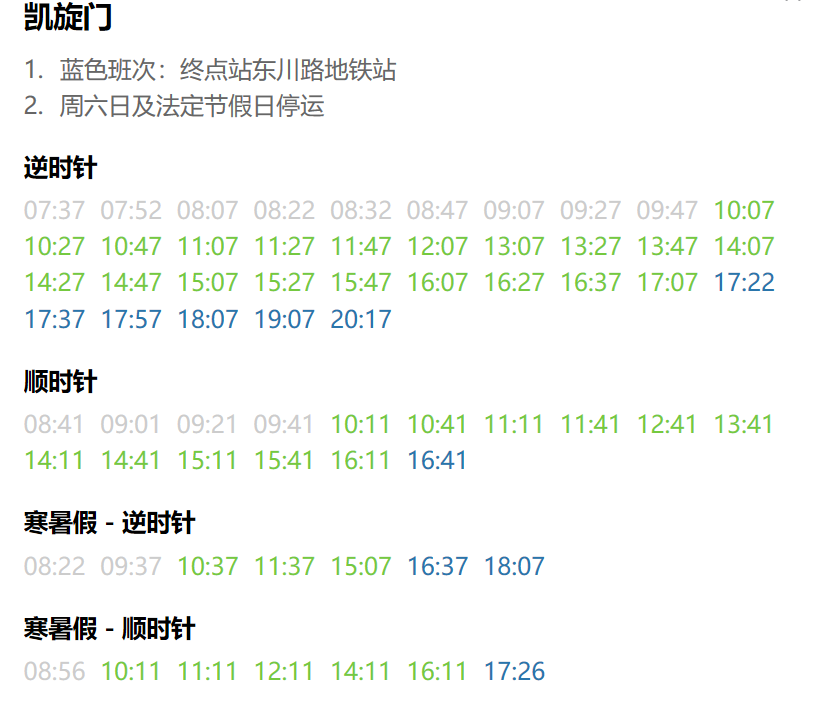 凯旋门
1. 蓝色班次：终点站东川路地铁站
2. 周六日及法定节假日停运
逆时针
07:37 07:52 08:07 08:22 08:32 08:47 09:07 09:27 09:47 10:07
10:27 10:47 11:07 11:27 11:47 12:07 13:07 13:27 13:47 14:07
14:27 14:47 15:07 15:27 15:47 16:07 16:27 16:37 17:07 17:22
17:37 17:57 18:07 19:07 20:17
顺时针
08:41 09:01 09:21 09:41 10:11 10:41 11:11 11:41 12:41 13:41
14:11 14:41 15:11 15:41 16:11 16:41
寒暑假 - 逆时针
08:22 09:37 10:37 11:37 15:07 16:37 18:07
寒暑假 - 顺时针
08:56 10:11 11:11 12:11 14:11 16:11 17:26